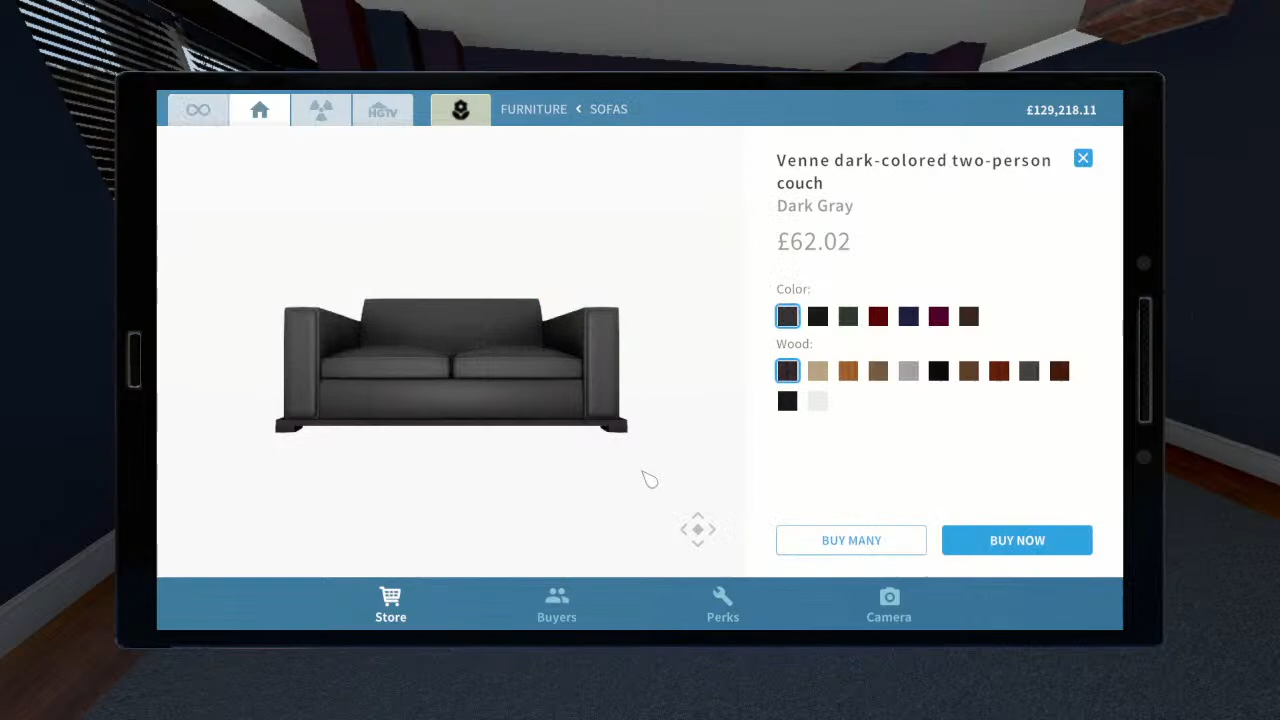 HGTV
FURNITURE < SOFAS
£129,218.11
Venne dark-colored two-person
couch
Dark Gray
£62.02
Color:
Wood:
BUY MANY
BUY NOW
Store
Buyers
Perks
Camera